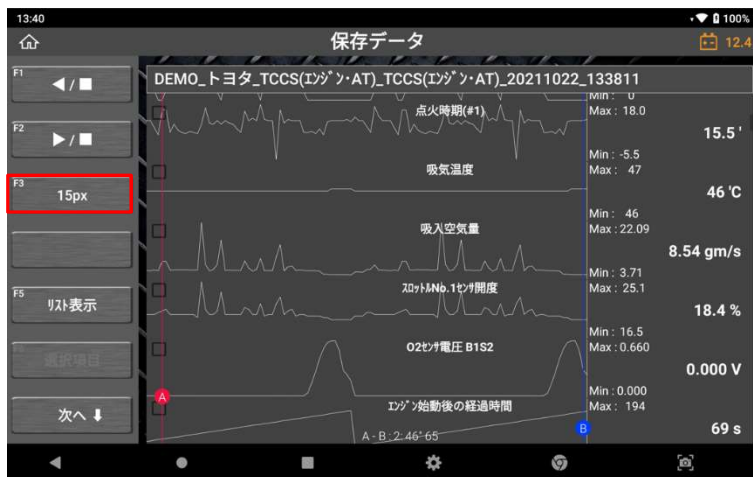 13:40
100%
保存データ
12.4
F1
◀/■
DEMO_トヨタ_TCCS(ｴﾝｼﾞﾝ･AT)_TCCS(ｴﾝｼﾞﾝ･AT)_20211022_133811
Min : 0
点火時期(#1)
Max : 18.0
F2
▶/■
15.5 '
Min : -5.5
吸気温度
Max : 47
F3
15px
46 'C
Min : 46
吸入空気量
Max : 22.09
8.54 gm/s
Min : 3.71
F5
リスト表示
ｽﾛｯﾄﾙNo.1ｾﾝｻ開度
Max : 25.1
18.4 %
Min : 16.5
O2ｾﾝｻ電圧 B1S2
Max : 0.660
選択項目
0.000 V
Min : 0.000
A
ｴﾝｼﾞﾝ始動後の経過時間
Max : 194
次へ ⬇
69 s
A - B : 2: 46" 65
B